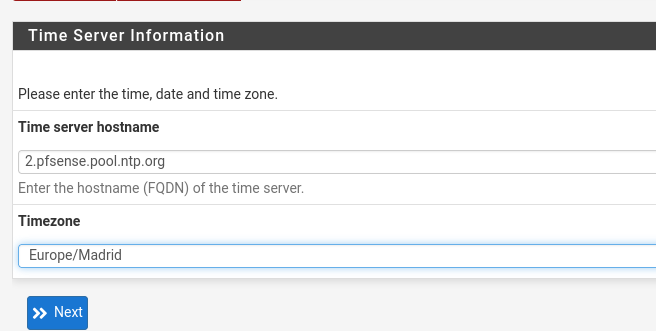 Time Server Information
Please enter the time, date and time zone.
Time server hostname
2.pfsense.pool.ntp.org
Enter the hostname (FQDN) of the time server.
Timezone
Europe/Madrid
Next